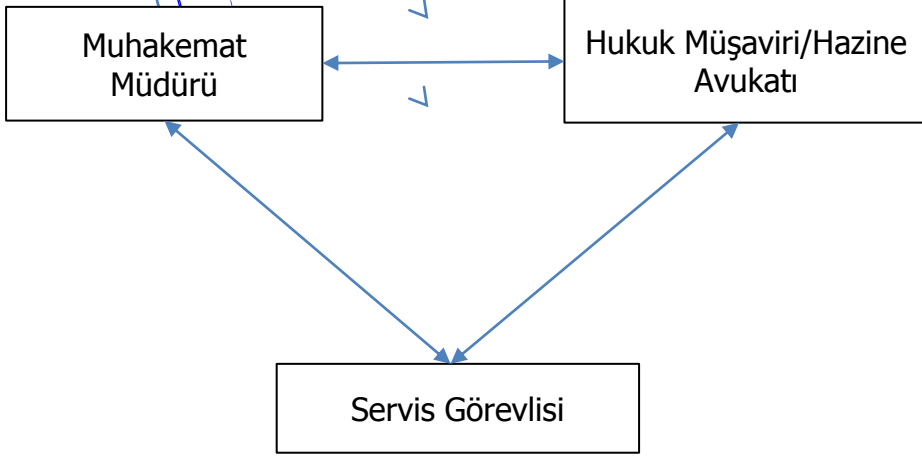 Muhakemat
Müdürü
Hukuk Müşaviri/Hazine
Avukatı
Servis Görevlisi